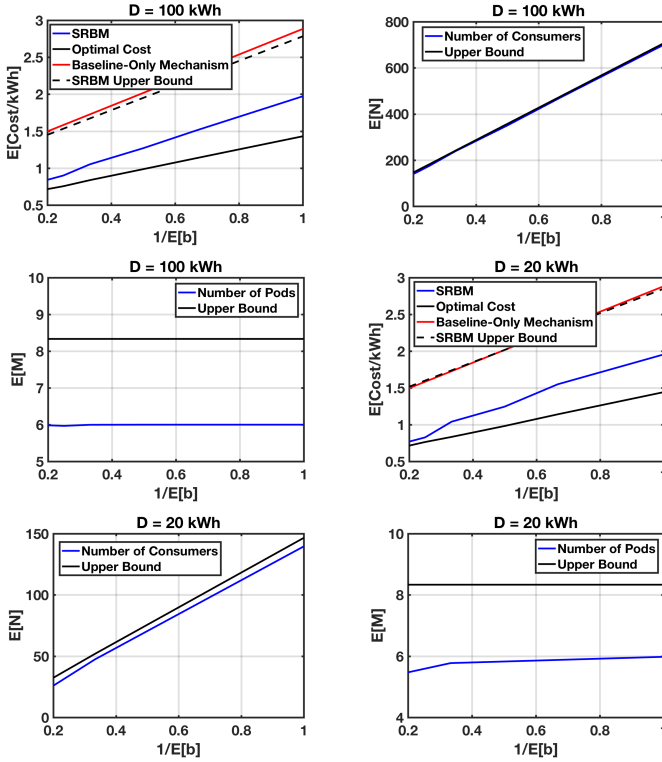 D = 100 kWh
3
2.5
2
1.5
1
0.5
E[Cost/kWh]
SRBM
Optimal Cost
Baseline-Only Mechanism
SRBM Upper Bound
0.2 0.4 0.6 0.8 1
1/E[b]
D = 100 kWh
800
600
400
200
0
E[N]
Number of Consumers
Upper Bound
0.2 0.4 0.6 0.8 1
1/E[b]
D = 100 kWh
10
9
8
7
6
5
E[M]
Number of Pods
Upper Bound
0.2 0.4 0.6 0.8 1
1/E[b]
D = 20 kWh
3
2.5
2
1.5
1
0.5
E[Cost/kWh]
SRBM
Optimal Cost
Baseline-Only Mechanism
SRBM Upper Bound
0.2 0.4 0.6 0.8 1
1/E[b]
D = 20 kWh
150
100
50
0
E[N]
Number of Consumers
Upper Bound
0.2 0.4 0.6 0.8 1
1/E[b]
D = 20 kWh
10
8
6
4
E[M]
Number of Pods
Upper Bound
0.2 0.4 0.6 0.8 1
1/E[b]